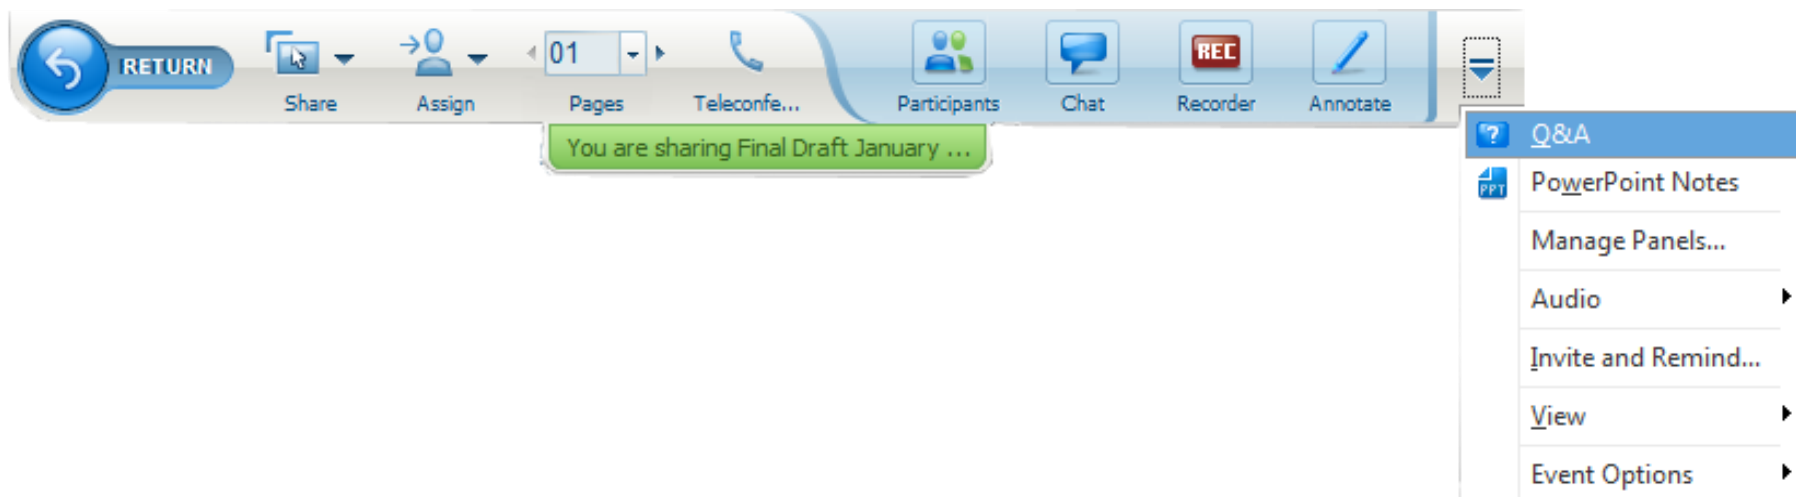 RETURN
Share
Assign
01
Pages
Teleconfe...
Participants
Chat
REC
Recorder
Annotate
You are sharing Final Draft January ...
? Q&A
PPT PowerPoint Notes
Manage Panels...
Audio
Invite and Remind...
View
Event Options